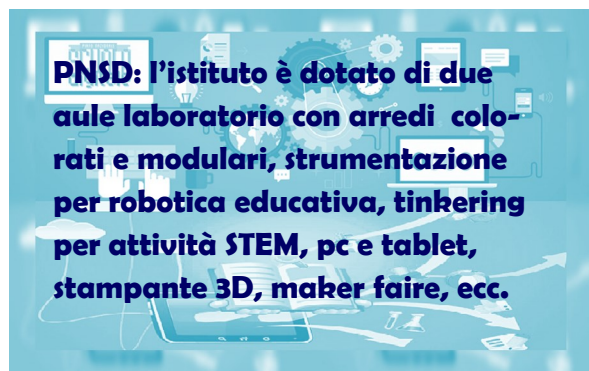 PNSD: l'istituto è dotato di due
aule laboratorio con arredi colo-
rati e modulari, strumentazione
per robotica educativa, tinkering
per attività STEM, pc e tablet,
stampante 3D, maker faire, ecc.